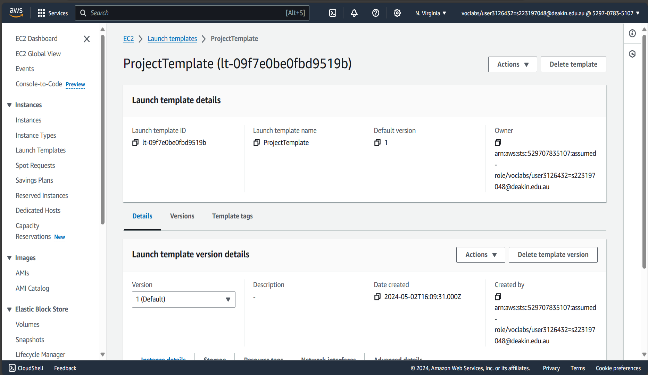 aws
Services
Search
[Alt+S]
N. Virginia ▼
voclabs/user3126432=s223197048@deakin.edu.au @ 5297-0783-5107 ▼
EC2 Dashboard
EC2 Global View
Events
Console-to-Code Preview
▼ Instances
Instances
Instance Types
Launch Templates
Spot Requests
Savings Plans
Reserved Instances
Dedicated Hosts
Capacity
Reservations New
▼ Images
AMIs
AMI Catalog
▼ Elastic Block Store
Volumes
Snapshots
Lifecycle Manager
EC2 > Launch templates > ProjectTemplate
ProjectTemplate (lt-09f7e0be0fbd9519b)
Actions ▼
Delete template
Launch template details
Launch template ID
lt-09f7e0be0fbd9519b
Launch template name
ProjectTemplate
Default version
1
Owner
arn:aws:sts::529707835107:assumed
-
role/voclabs/user3126432=s223197
048@deakin.edu.au
Details
Versions
Template tags
Launch template version details
Actions ▼
Delete template version
Version
1 (Default)
Description
-
Date created
2024-05-02T16:09:31.000Z
Created by
arn:aws:sts::529707835107:assumed
-
role/voclabs/user3126432=s223197
048@deakin.edu.au
Instance details
Storage
Resource tags
Network interfaces
Advanced details
CloudShell
Feedback
© 2024, Amazon Web Services, Inc. or its affiliates.
Privacy
Terms
Cookie preferences